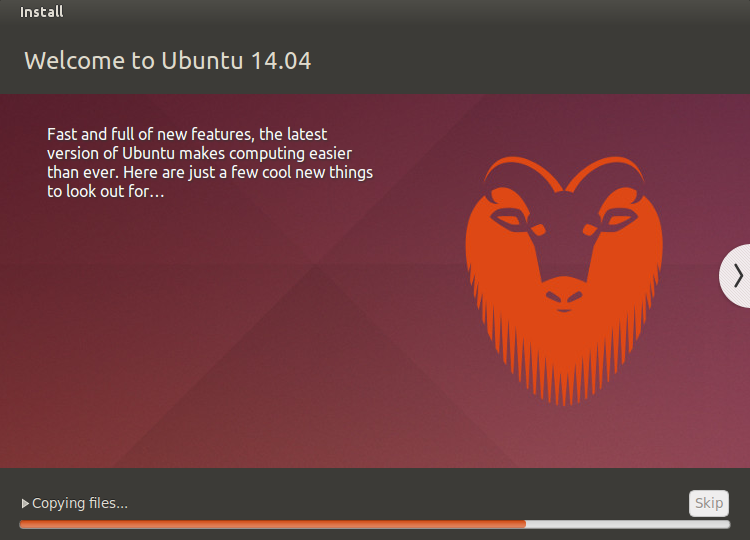 Install
Welcome to Ubuntu 14.04
Fast and full of new features, the latest
version of Ubuntu makes computing easier
than ever. Here are just a few cool new things
to look out for…
Copying files...
Skip